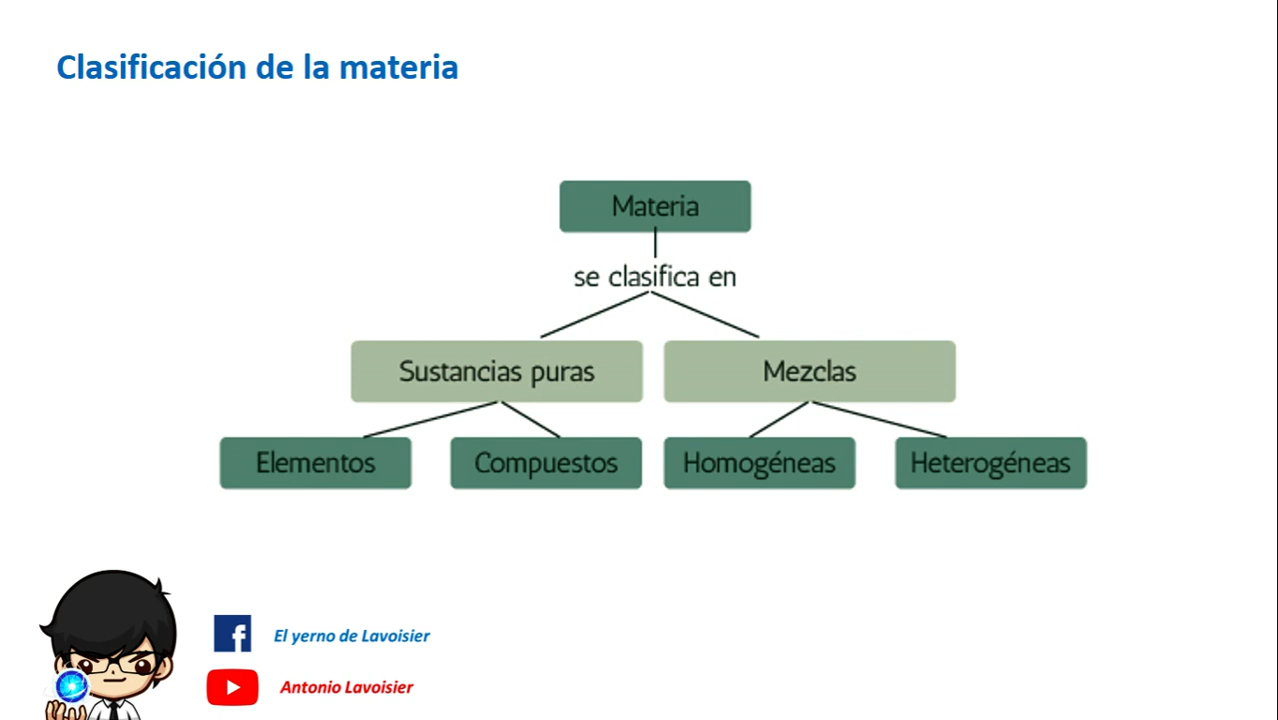 Clasificación de la materia
Materia
se clasifica en
Sustancias puras
Mezclas
Elementos
Compuestos
Homogéneas
Heterogéneas
El yerno de Lavoisier
Antonio Lavoisier